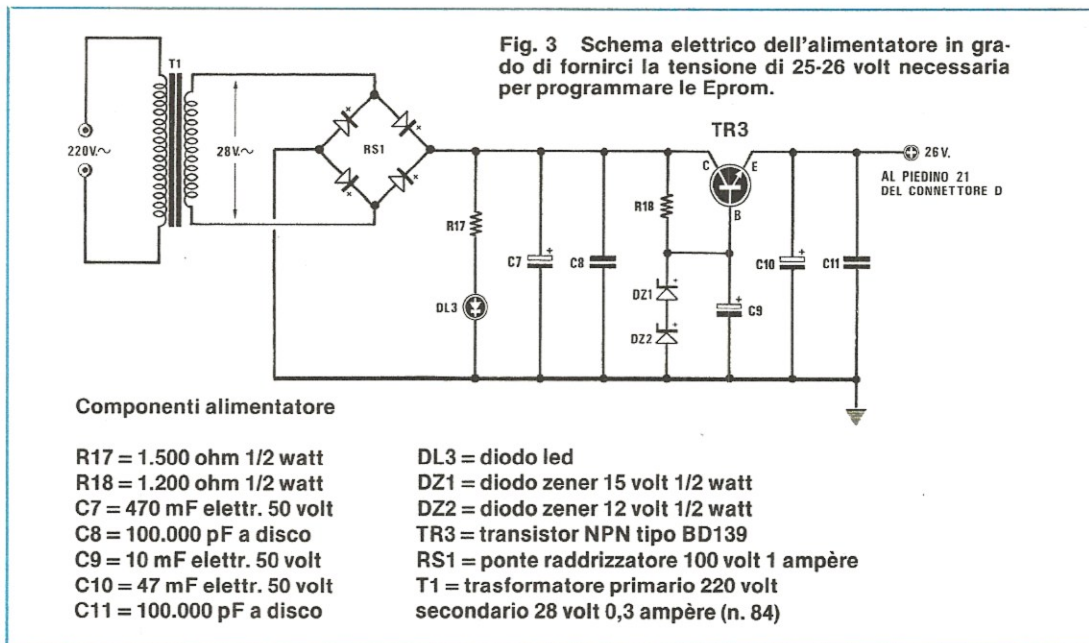 Fig. 3 Schema elettrico dell'alimentatore in gra-
do di fornirci la tensione di 25-26 volt necessaria
per programmare le Eprom.
T1
220V.~
28V.~
RS1
TR3
C
E
B
26V.
AL PIEDINO 21
DEL CONNETTORE D
R17
R18
C7
C8
DZ1
DZ2
C9
C10
C11
DL3
Componenti alimentatore
R17 = 1.500 ohm 1/2 watt
R18 = 1.200 ohm 1/2 watt
C7 = 470 mF elettr. 50 volt
C8 = 100.000 pF a disco
C9 = 10 mF elettr. 50 volt
C10 = 47 mF elettr. 50 volt
C11 = 100.000 pF a disco
DL3 = diodo led
DZ1 = diodo zener 15 volt 1/2 watt
DZ2 = diodo zener 12 volt 1/2 watt
TR3 = transistor NPN tipo BD139
RS1 = ponte raddrizzatore 100 volt 1 ampère
T1 = trasformatore primario 220 volt
secondario 28 volt 0,3 ampère (n. 84)